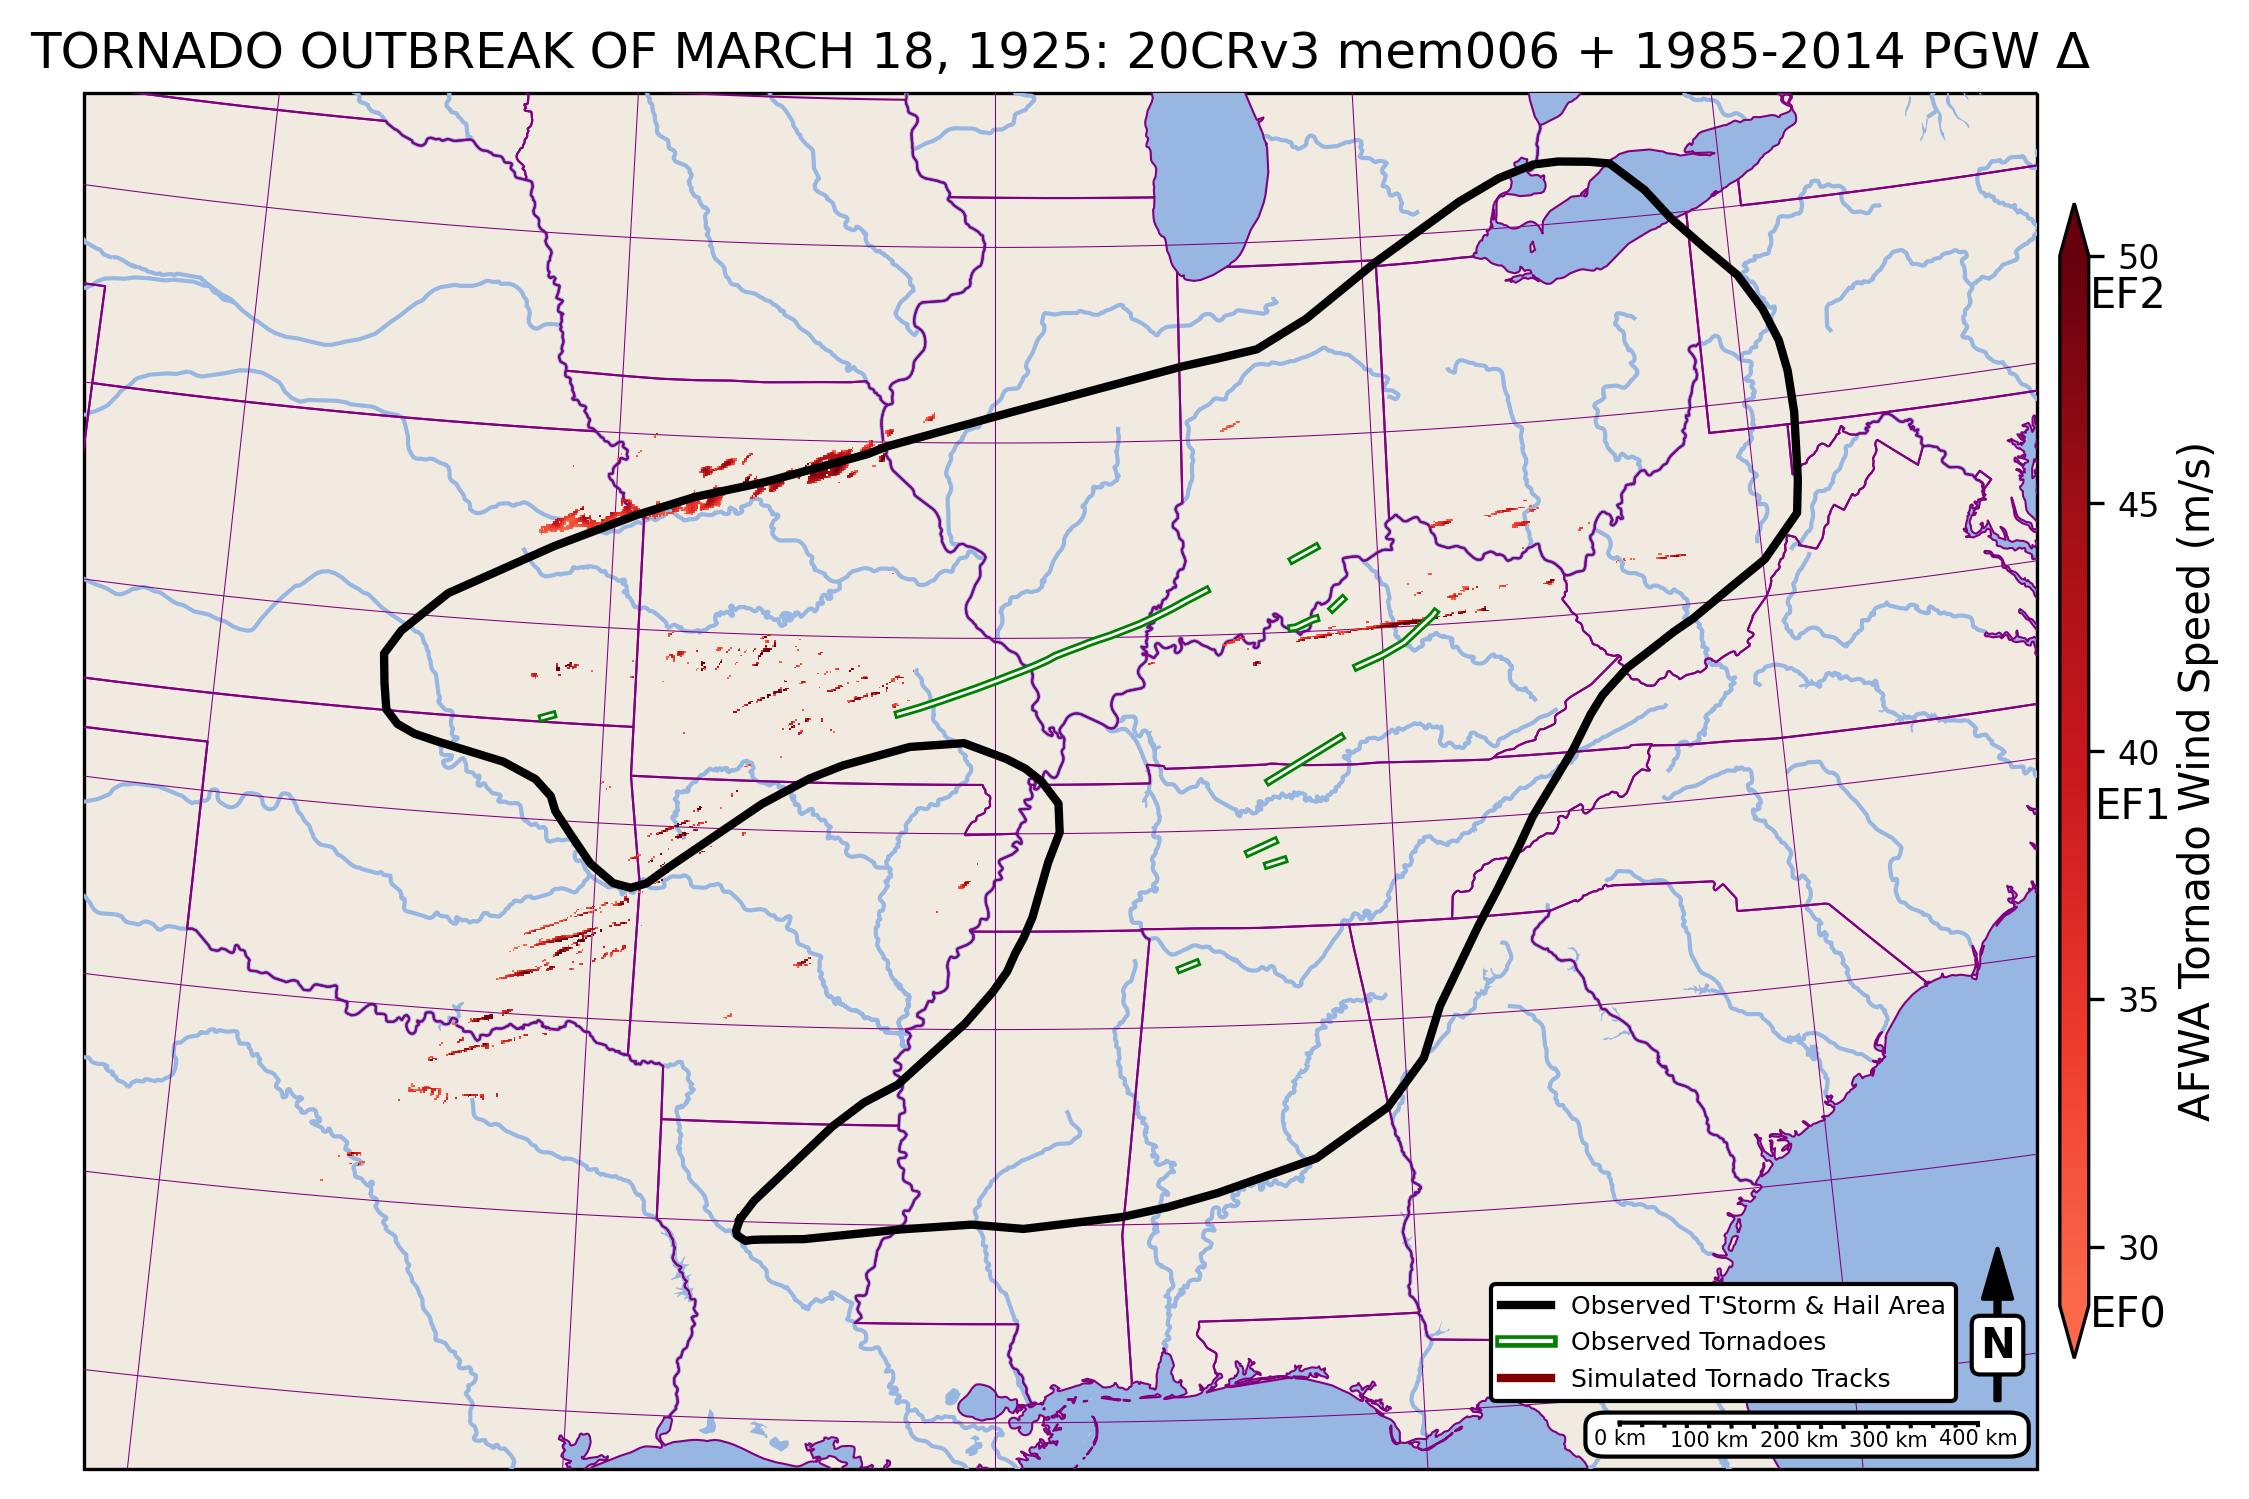 TORNADO OUTBREAK OF MARCH 18, 1925: 20CRv3 mem006 + 1985-2014 PGW Δ
50
EF2
45
40
EF1
35
30
EF0
AFWA Tornado Wind Speed (m/s)
Observed T'Storm & Hail Area
Observed Tornadoes
Simulated Tornado Tracks
N
0 km 100 km 200 km 300 km 400 km